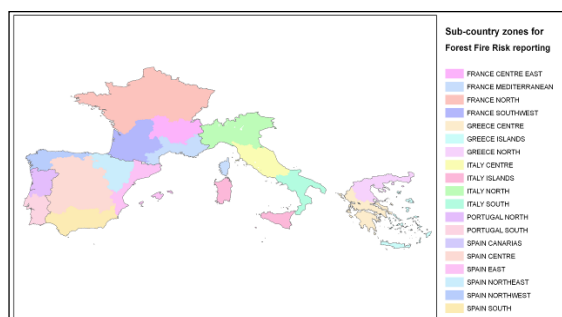 Sub-country zones for
Forest Fire Risk reporting
FRANCE CENTRE EAST
FRANCE MEDITERRANEAN
FRANCE NORTH
FRANCE SOUTHWEST
GREECE CENTRE
GREECE ISLANDS
GREECE NORTH
ITALY CENTRE
ITALY ISLANDS
ITALY NORTH
ITALY SOUTH
PORTUGAL NORTH
PORTUGAL SOUTH
SPAIN CANARIAS
SPAIN CENTRE
SPAIN EAST
SPAIN NORTHEAST
SPAIN NORTHWEST
SPAIN SOUTH